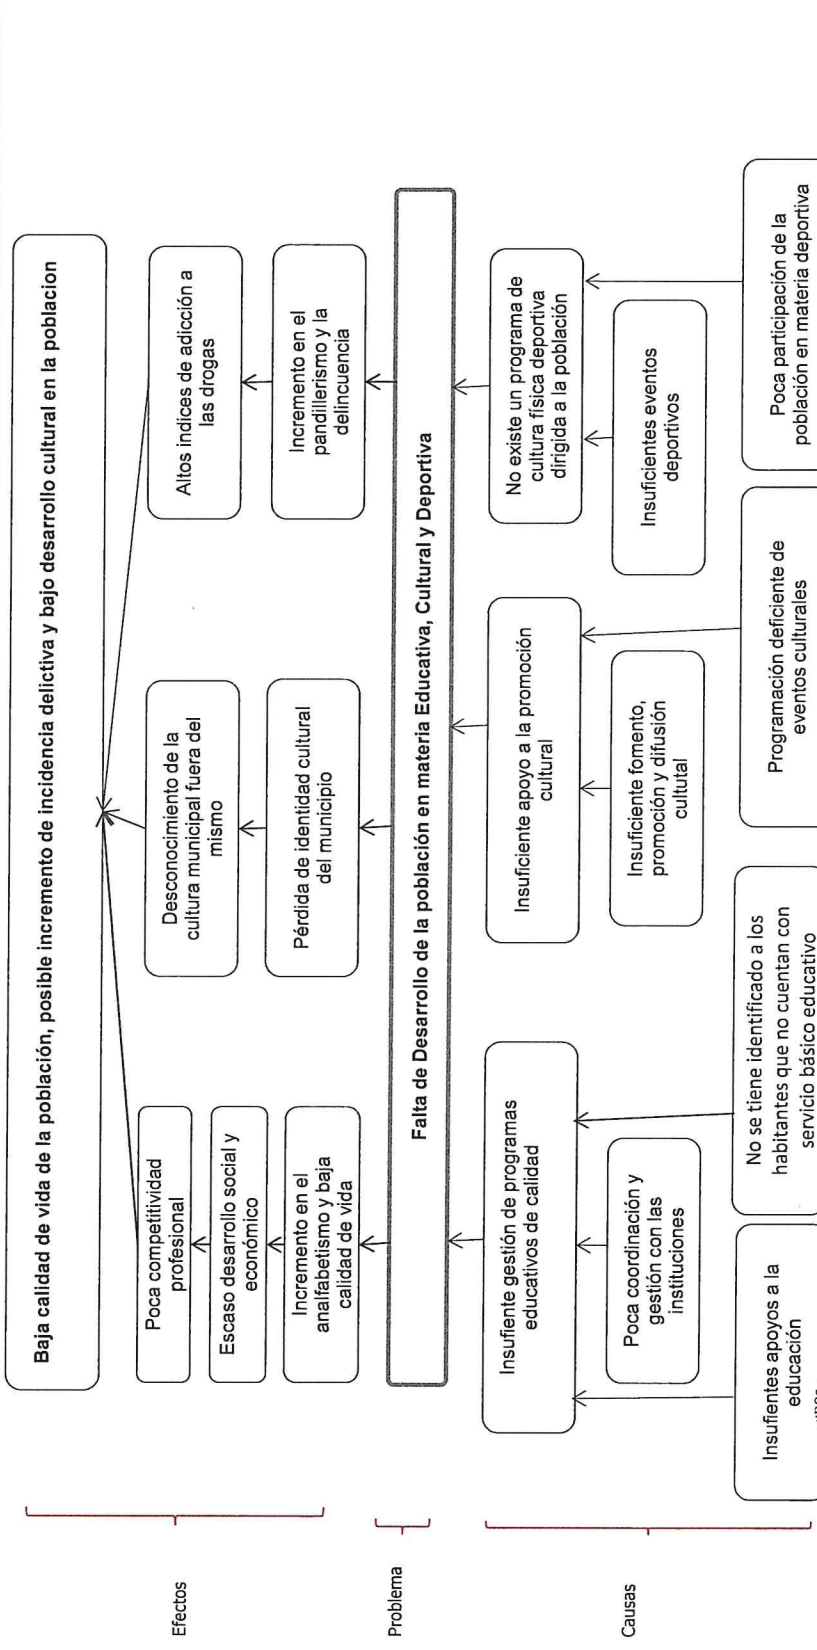 Baja calidad de vida de la población, posible incremento de incidencia delictiva y bajo desarrollo cultural en la poblacion
Efectos
Poca competitividad
profesional
Escaso desarrollo social y
económico
Incremento en el
analfabetismo y baja
calidad de vida
Desconocimiento de la
cultura municipal fuera del
mismo
Pérdida de identidad cultural
del municipio
Altos indices de adicción a
las drogas
Incremento en el
pandillerismo y la
delincuencia
Problema
Falta de Desarrollo de la población en materia Educativa, Cultural y Deportiva
Causas
Insufiente gestión de programas
educativos de calidad
Poca coordinación y
gestión con las
instituciones
Insufientes apoyos a la
educación
No se tiene identificado a los
habitantes que no cuentan con
servicio básico educativo
Insuficiente apoyo a la promoción
cultural
Insuficiente fomento,
promoción y difusión
cultutal
Programación deficiente de
eventos culturales
No existe un programa de
cultura física deportiva
dirigida a la población
Insuficientes eventos
deportivos
Poca participación de la
población en materia deportiva